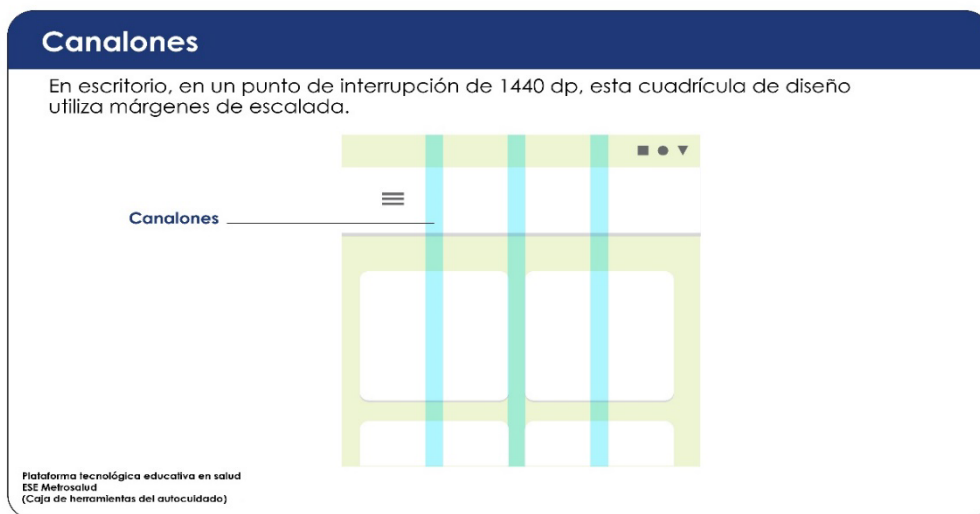 Canalones
En escritorio, en un punto de interrupción de 1440 dp, esta cuadrícula de diseño
utiliza márgenes de escalada.
Canalones
Plataforma tecnológica educativa en salud
ESE Metrosalud
(Caja de herramientas del autocuidado)